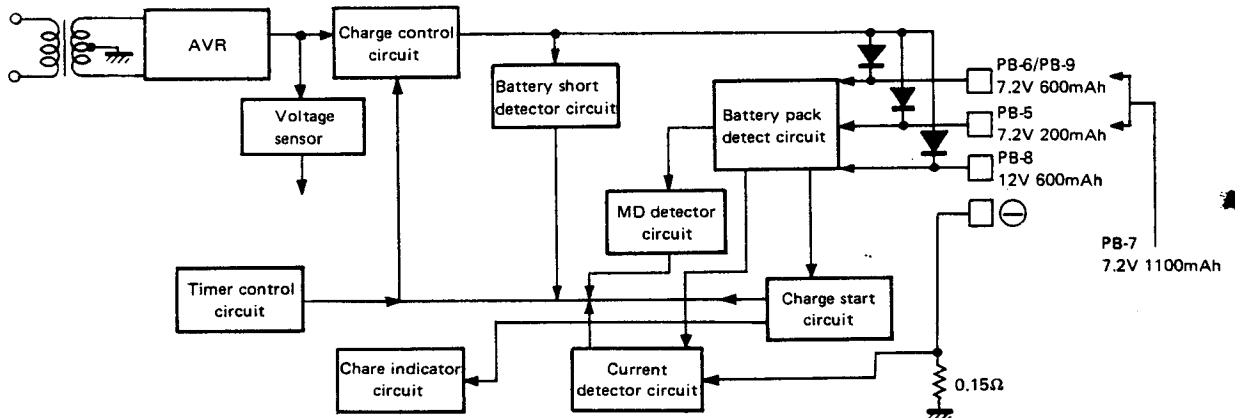 AVR
Charge control
circuit
Battery short
detector circuit
Voltage
sensor
Battery pack
detect circuit
PB-6/PB-9
7.2V 600mAh
PB-5
7.2V 200mAh
PB-8
12V 600mAh
MD detector
circuit
PB-7
7.2V 1100mAh
Timer control
circuit
Charge start
circuit
Chare indicator
circuit
Current
detector circuit
0.15Ω